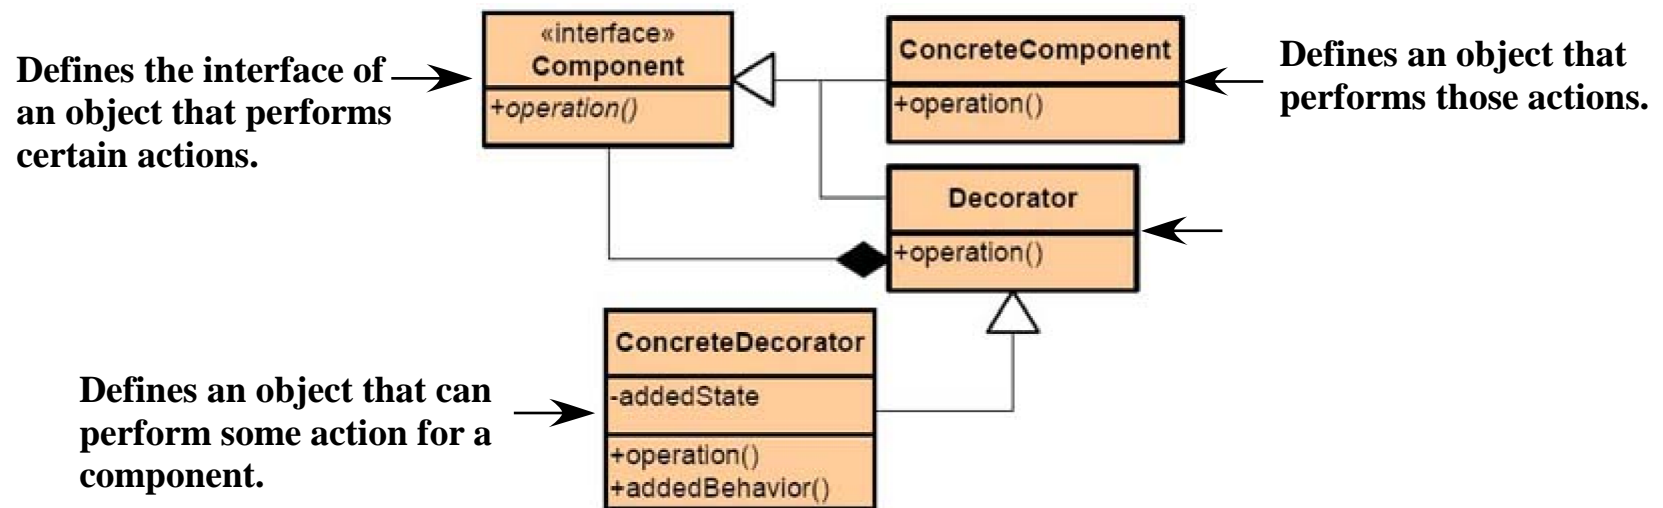 Defines the interface of
an object that performs
certain actions.
«interface»
Component
+operation()
ConcreteComponent
+operation()
Defines an object that
performs those actions.
Decorator
+operation()
Defines an object that can
perform some action for a
component.
ConcreteDecorator
-addedState
+operation()
+addedBehavior()